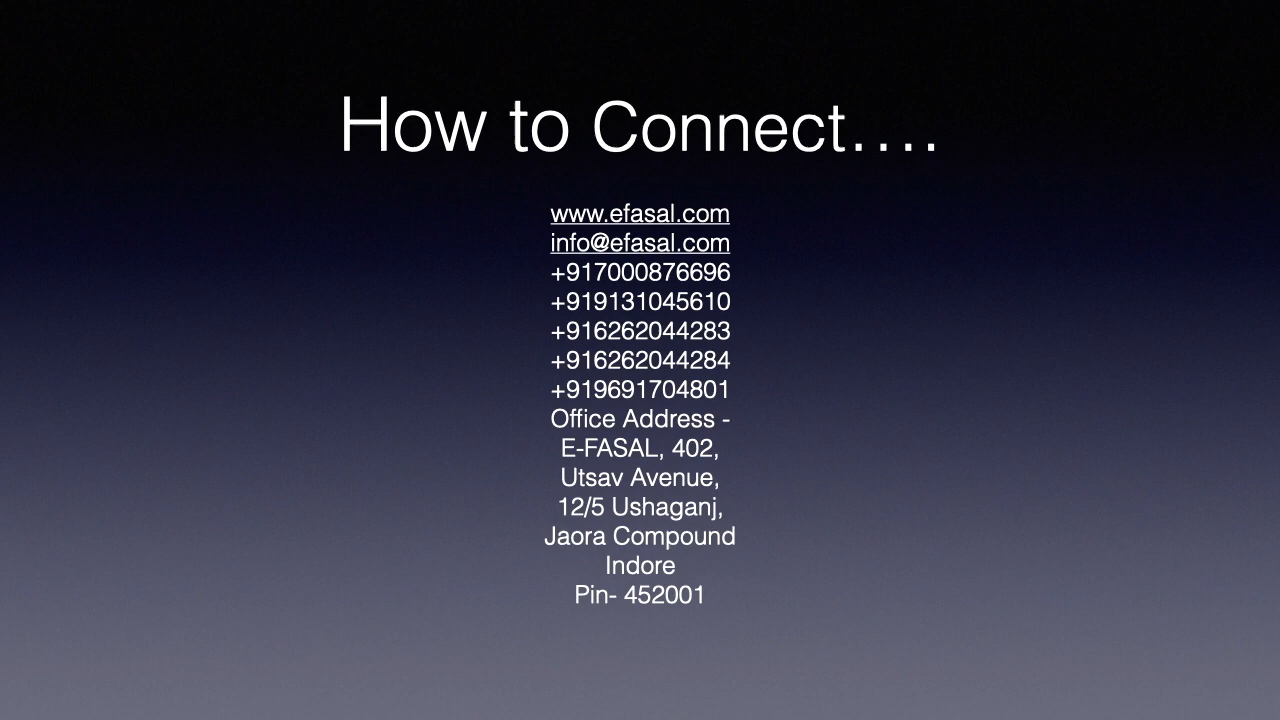 How to Connect....
www.efasal.com
info@efasal.com
+917000876696
+919131045610
+916262044283
+916262044284
+919691704801
Office Address -
E-FASAL, 402,
Utsav Avenue,
12/5 Ushaganj,
Jaora Compound
Indore
Pin- 452001